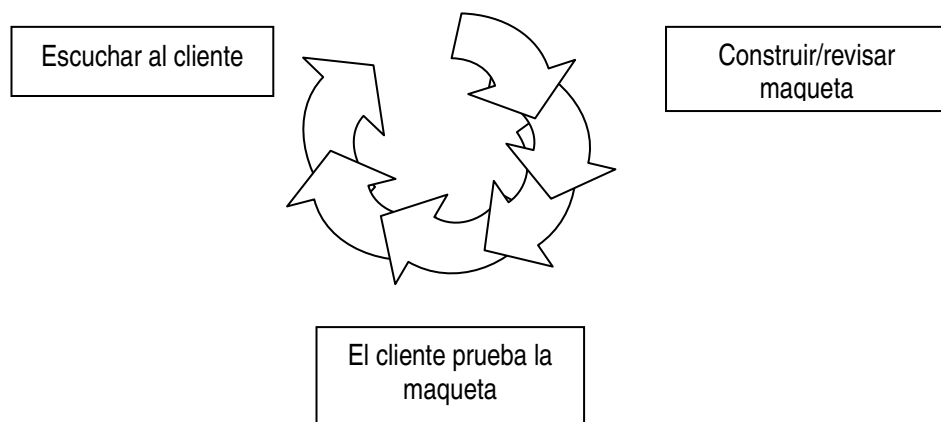 Escuchar al cliente
Construir/revisar
maqueta
El cliente prueba la
maqueta